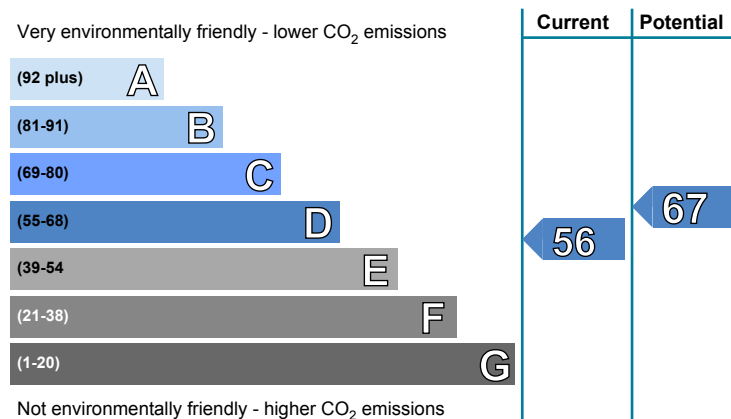 Very environmentally friendly - lower CO2 emissions
Current
Potential
(92 plus) A
(81-91) B
(69-80) C
(55-68) D
(39-54 E
(21-38) F
(1-20) G
56
67
Not environmentally friendly - higher CO2 emissions